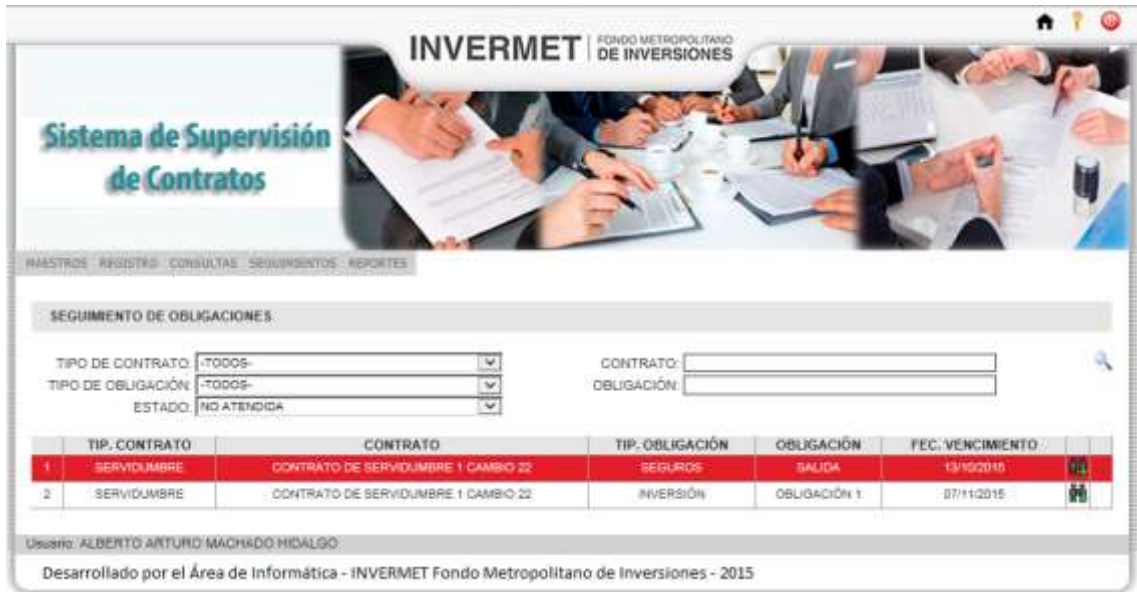 INVERMET FONDO METROPOLITANO
DE INVERSIONES
Sistema de Supervisión
de Contratos
MAESTROS REGISTRO CONSULTAS SEGUIMIENTOS REPORTES
SEGUIMIENTO DE OBLIGACIONES
TIPO DE CONTRATO: -TODOS- CONTRATO:
TIPO DE OBLIGACIÓN: -TODOS- OBLIGACIÓN:
ESTADO: NO ATENDIDA
TIP. CONTRATO CONTRATO TIP. OBLIGACIÓN OBLIGACIÓN FEC. VENCIMIENTO
1 SERVIDUMBRE CONTRATO DE SERVIDUMBRE 1 CAMBIO 22 SEGUROS SALIDA 13/10/2015
2 SERVIDUMBRE CONTRATO DE SERVIDUMBRE 1 CAMBIO 22 INVERSIÓN OBLIGACIÓN 1 07/11/2015
Usuario: ALBERTO ARTURO MACHADO HIDALGO
Desarrollado por el Área de Informática - INVERMET Fondo Metropolitano de Inversiones - 2015